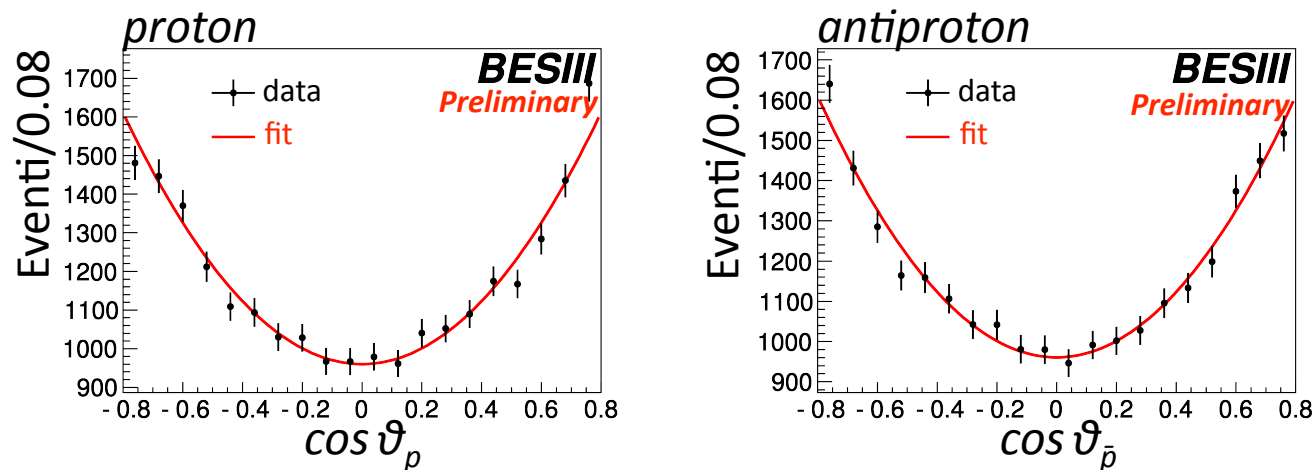 proton
BESIII
Preliminary
data
fit
Eventi/0.08
1700
1600
1500
1400
1300
1200
1100
1000
900
- 0.8 - 0.6 - 0.4 - 0.2 0 0.2 0.4 0.6 0.8
cos ϑp
antiproton
BESIII
Preliminary
data
fit
Eventi/0.08
1700
1600
1500
1400
1300
1200
1100
1000
900
800
- 0.8 - 0.6 - 0.4 - 0.2 0 0.2 0.4 0.6 0.8
cos ϑp̄